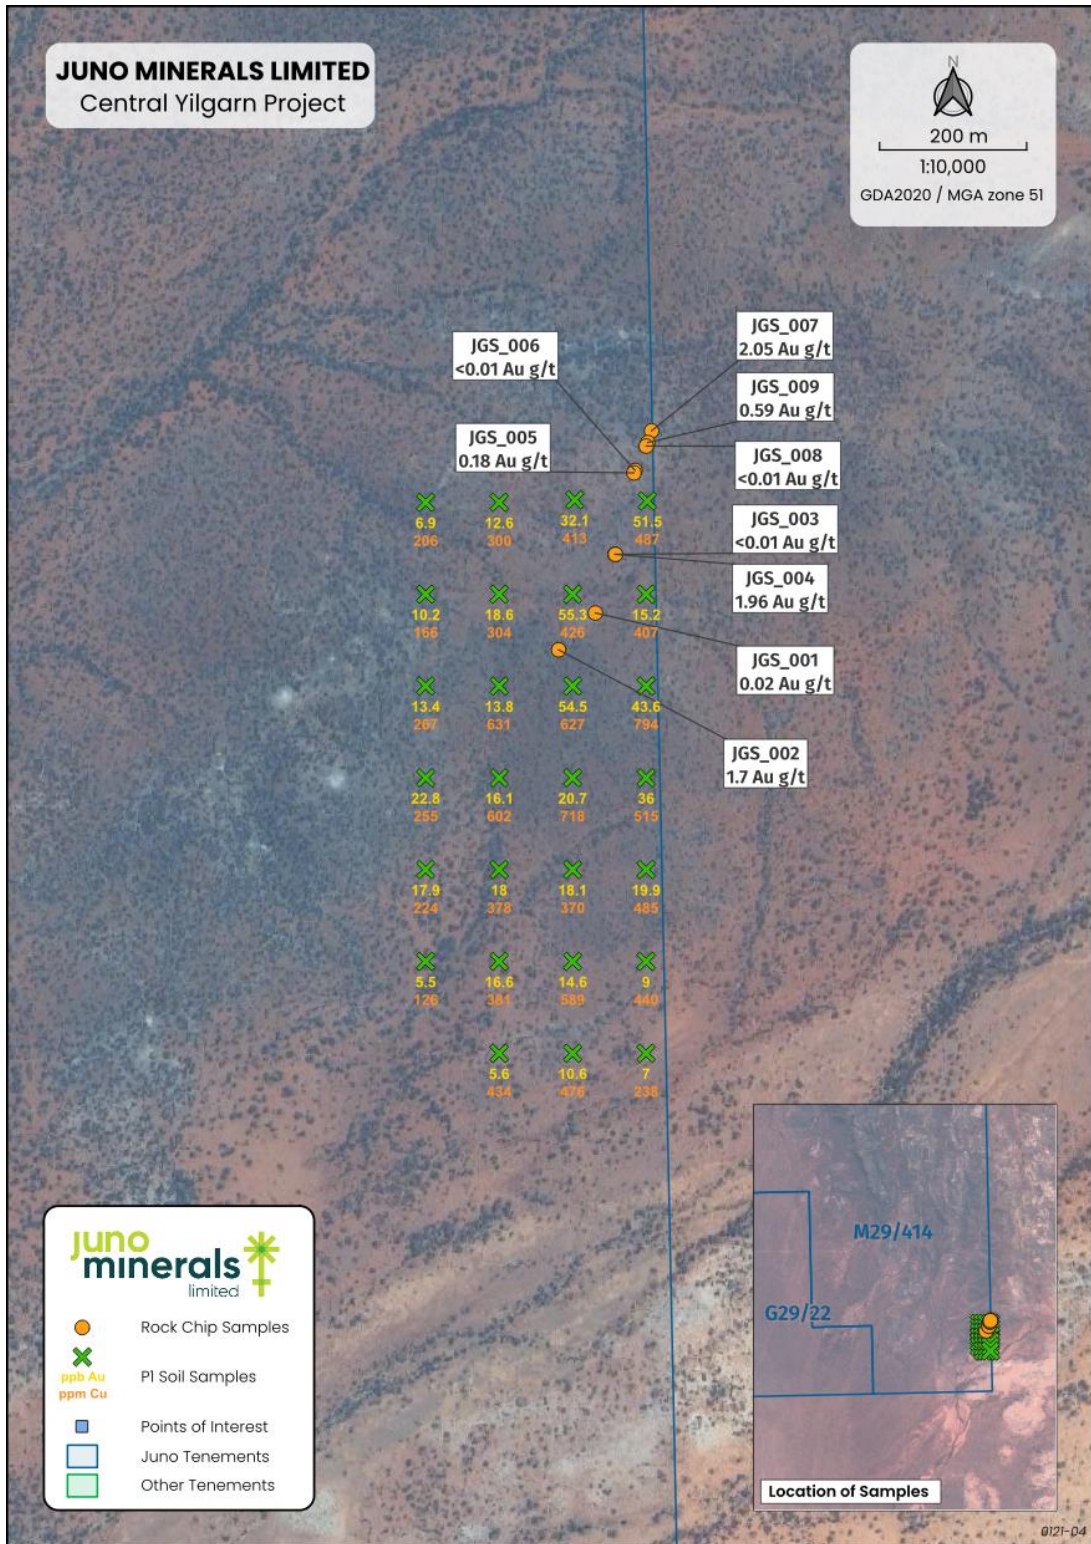 JUNO MINERALS LIMITED
Central Yilgarn Project
N
200 m
1:10,000
GDA2020 / MGA zone 51
JGS_007
2.05 Au g/t
JGS_006
<0.01 Au g/t
JGS_009
0.59 Au g/t
JGS_005
0.18 Au g/t
JGS_008
<0.01 Au g/t
JGS_003
<0.01 Au g/t
JGS_004
1.96 Au g/t
JGS_001
0.02 Au g/t
JGS_002
1.7 Au g/t
6.9 12.6 32.1 51.5
206 300 413 487
10.2 18.6 55.3 15.2
166 304 426 407
13.4 13.8 54.5 43.6
267 631 627 794
22.8 16.1 20.7 36
255 602 718 515
17.9 18 18.1 19.9
224 378 370 485
5.5 16.6 14.6 9
126 381 589 440
5.6 10.6 7
434 476 238
juno
minerals
limited
Rock Chip Samples
P1 Soil Samples
ppb Au
ppm Cu
Points of Interest
Juno Tenements
Other Tenements
M29/414
G29/22
Location of Samples
0121-04